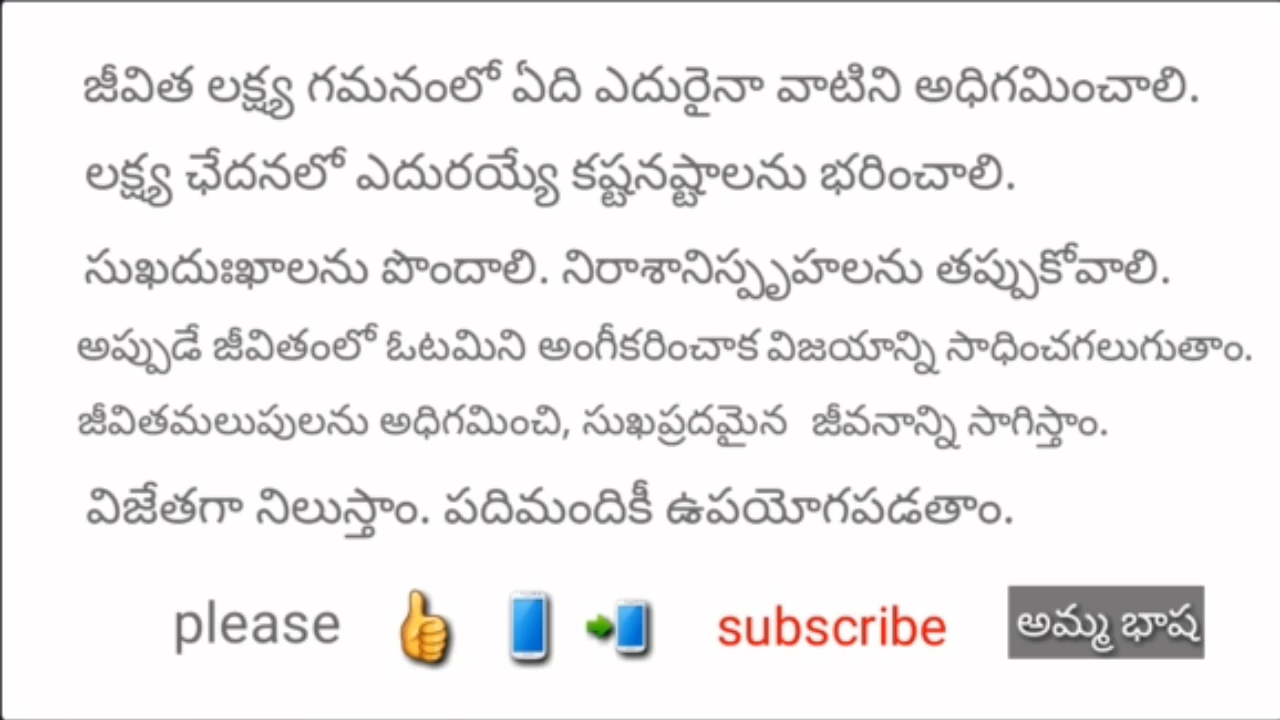 జీవిత లక్ష్య గమనంలో ఏది ఎదురైనా వాటిని అధిగమించాలి.
లక్ష్య ఛేదనలో ఎదురయ్యే కష్టనష్టాలను భరించాలి.
సుఖదుఃఖాలను పొందాలి. నిరాశానిస్పృహలను తప్పుకోవాలి.
అప్పుడే జీవితంలో ఓటమిని అంగీకరించాక విజయాన్ని సాధించగలుగుతాం.
జీవితమలుపులను అధిగమించి, సుఖప్రదమైన జీవనాన్ని సాగిస్తాం.
విజేతగా నిలుస్తాం. పదిమందికీ ఉపయోగపడతాం.
please subscribe అమ్మ భాష